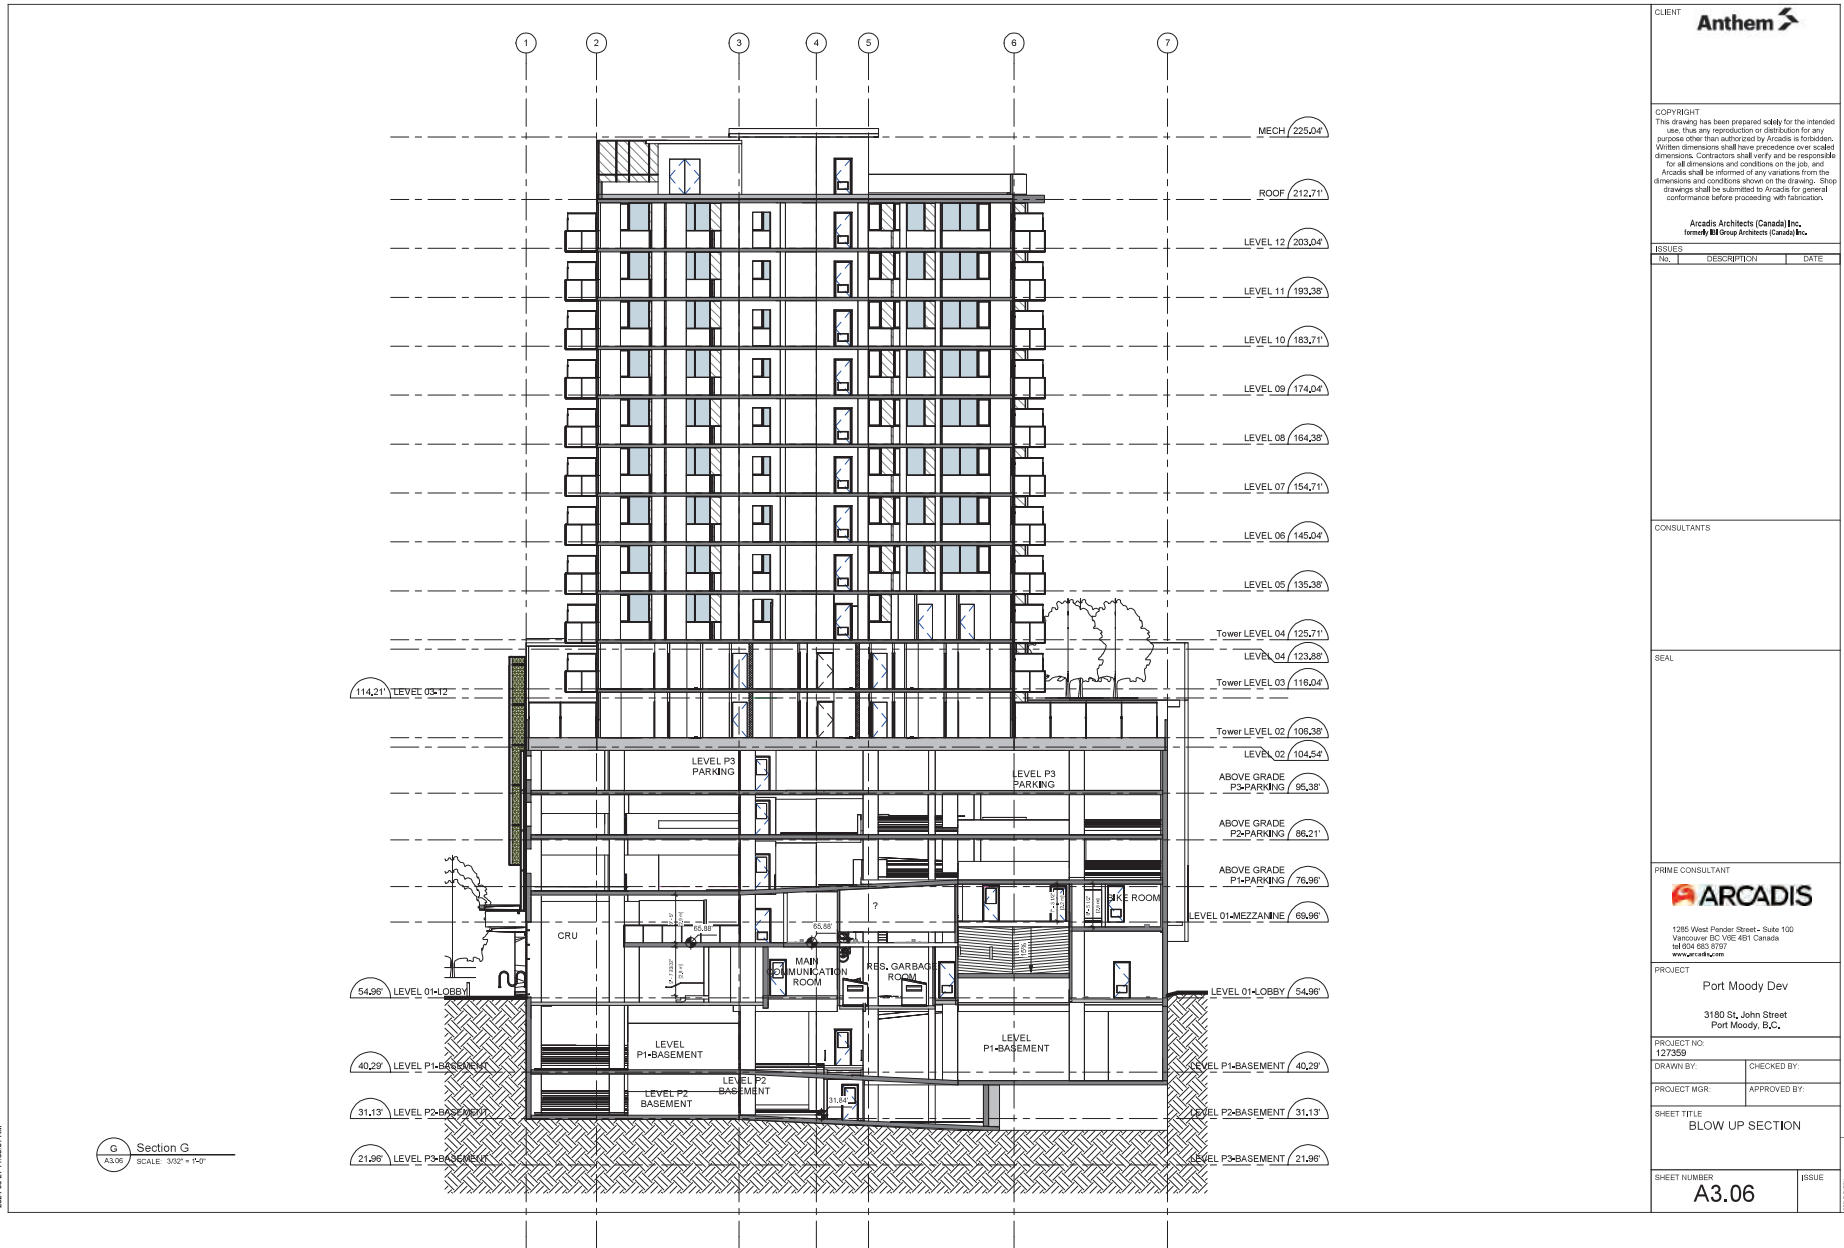 1 2 3 4 5 6 7
MECH 225.04'
ROOF 212.71'
LEVEL 12 203.04'
LEVEL 11 193.38'
LEVEL 10 183.71'
LEVEL 09 174.04'
LEVEL 08 164.38'
LEVEL 07 154.71'
LEVEL 06 145.04'
LEVEL 05 135.38'
Tower LEVEL 04 125.71'
LEVEL 04 123.88'
Tower LEVEL 03 116.04'
114.21' LEVEL 03-12
Tower LEVEL 02 106.38'
LEVEL 02 104.54'
LEVEL P3
PARKING
LEVEL P3
PARKING
ABOVE GRADE
P3-PARKING 95.38'
ABOVE GRADE
P2-PARKING 86.21'
ABOVE GRADE
P1-PARKING 76.96'
BIKE ROOM
?
LEVEL 01-MEZZANINE 69.96'
CRU
65.88'
65.88'
15%
MAIN
COMMUNICATION
ROOM
RES. GARBAGE
ROOM
54.96' LEVEL 01-LOBBY
LEVEL 01-LOBBY 54.96'
LEVEL
P1-BASEMENT
LEVEL
P1-BASEMENT
40.29' LEVEL P1-BASEMENT
LEVEL P1-BASEMENT 40.29'
LEVEL P2
BASEMENT
LEVEL P2
BASEMENT
31.84'
31.13' LEVEL P2-BASEMENT
LEVEL P2-BASEMENT 31.13'
21.96' LEVEL P3-BASEMENT
LEVEL P3-BASEMENT 21.96'
G Section G
A3.06 SCALE: 3/32" = 1'-0"
CLIENT
Anthem
COPYRIGHT
This drawing has been prepared solely for the intended
use, thus any reproduction or distribution for any
purpose other than authorized by Arcadis is forbidden.
Written dimensions shall have precedence over scaled
dimensions. Contractors shall verify and be responsible
for all dimensions and conditions on the job, and
Arcadis shall be informed of any variations from the
dimensions and conditions shown on the drawing. Shop
drawings shall be submitted to Arcadis for general
conformance before proceeding with fabrication.
Arcadis Architects (Canada) Inc.
formerly IBI Group Architects (Canada) Inc.
ISSUES
No. DESCRIPTION DATE
CONSULTANTS
SEAL
PRIME CONSULTANT
ARCADIS
1285 West Pender Street – Suite 100
Vancouver BC V6E 4B1 Canada
tel 604 683 8797
www.arcadis.com
PROJECT
Port Moody Dev
3180 St. John Street
Port Moody, B.C.
PROJECT NO:
127359
DRAWN BY: CHECKED BY:
PROJECT MGR: APPROVED BY:
SHEET TITLE
BLOW UP SECTION
SHEET NUMBER ISSUE
A3.06